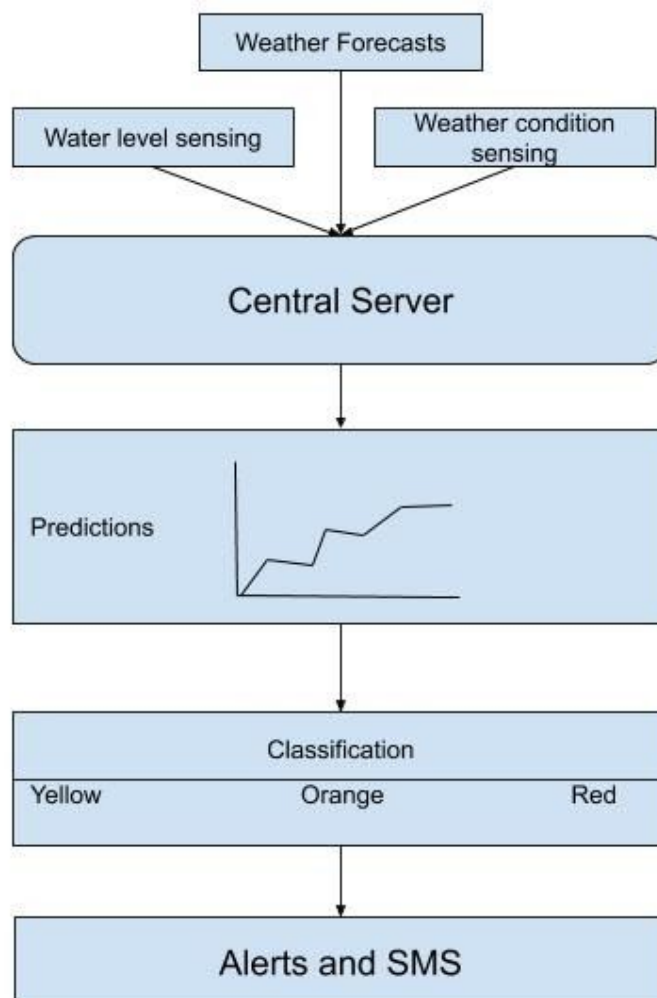 Weather Forecasts
Water level sensing
Weather condition
sensing
Central Server
Predictions
Classification
Yellow Orange Red
Alerts and SMS